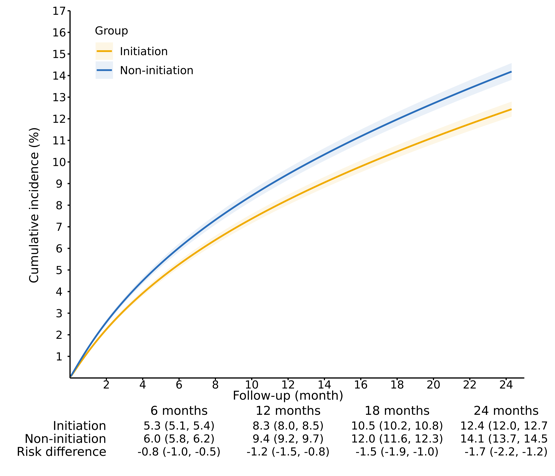 17
16
15
14
13
12
11
10
9
8
7
6
5
4
3
2
1
Cumulative incidence (%)
Group
Initiation
Non-initiation
2 4 6 8 10 12 14 16 18 20 22 24
Follow-up (month)
6 months 12 months 18 months 24 months
Initiation 5.3 (5.1, 5.4) 8.3 (8.0, 8.5) 10.5 (10.2, 10.8) 12.4 (12.0, 12.7
Non-initiation 6.0 (5.8, 6.2) 9.4 (9.2, 9.7) 12.0 (11.6, 12.3) 14.1 (13.7, 14.5
Risk difference -0.8 (-1.0, -0.5) -1.2 (-1.5, -0.8) -1.5 (-1.9, -1.0) -1.7 (-2.2, -1.2)